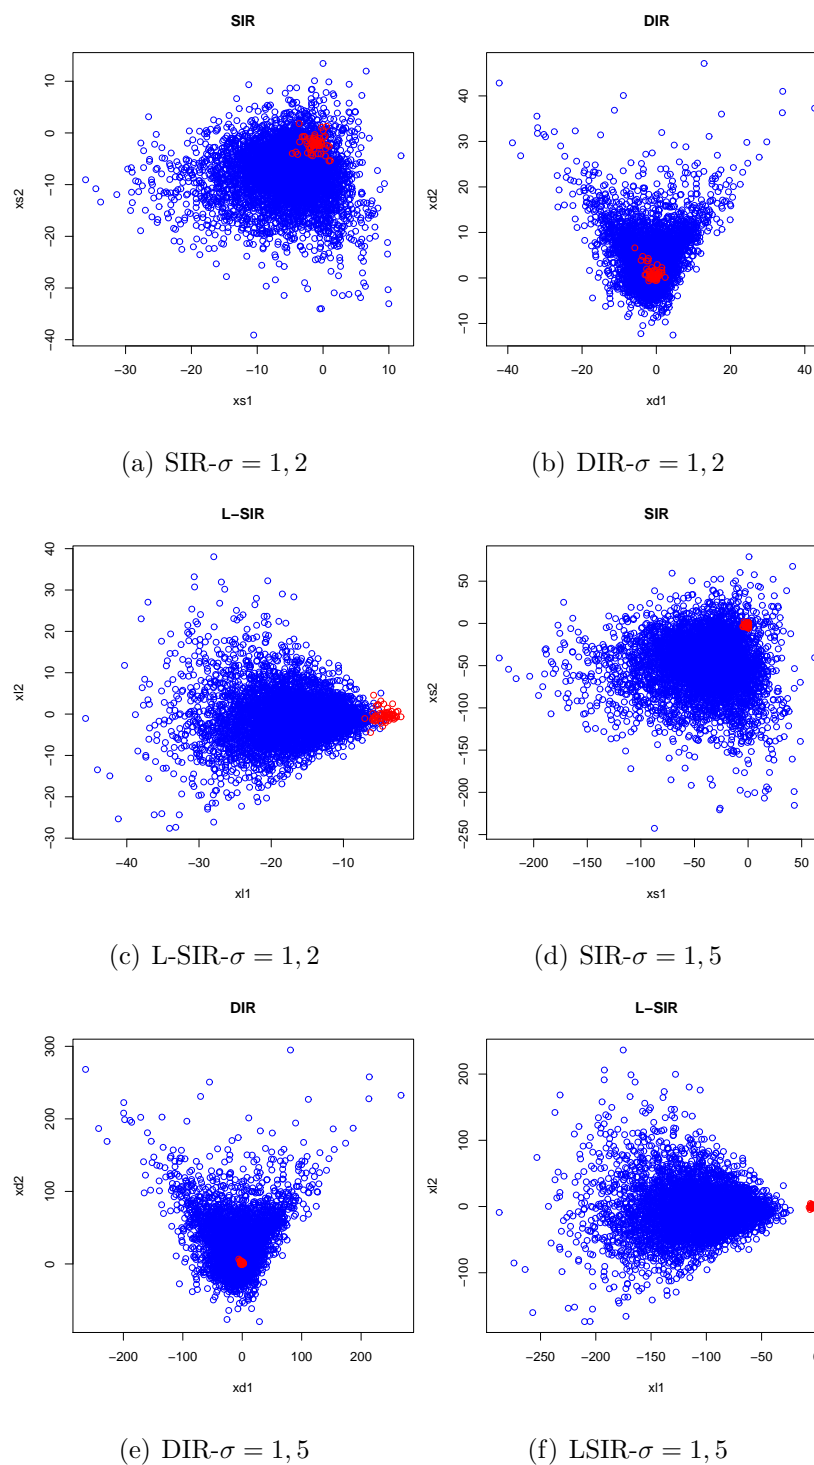 SIR
DIR
10
0
−10
−20
−30
−40
xs2
−30 −20 −10 0 10
xs1
40
30
20
10
0
−10
xd2
−40 −20 0 20 40
xd1
(a) SIR-σ = 1, 2
(b) DIR-σ = 1, 2
L−SIR
SIR
40
30
20
10
0
−10
−20
−30
xl2
−40 −30 −20 −10
xl1
50
0
−50
−100
−150
−200
−250
xs2
−200 −150 −100 −50 0 50
xs1
(c) L-SIR-σ = 1, 2
(d) SIR-σ = 1, 5
DIR
L−SIR
300
200
100
0
xd2
−200 −100 0 100 200
xd1
200
100
0
−100
xl2
−250 −200 −150 −100 −50
xl1
(e) DIR-σ = 1, 5
(f) LSIR-σ = 1, 5